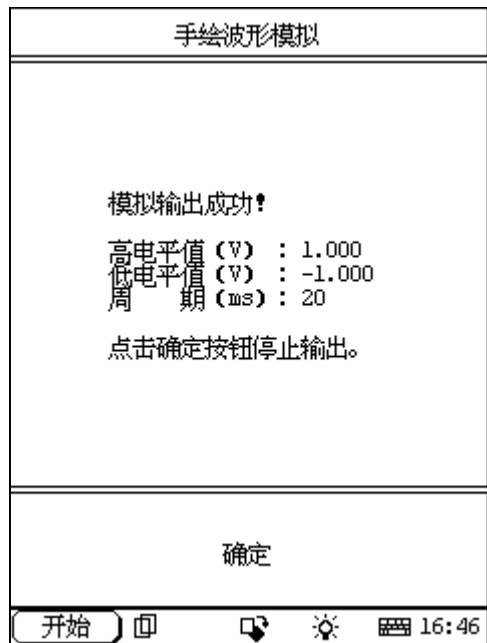 手绘波形模拟
模拟输出成功！
高电平值(V) : 1.000
低电平值(V) : -1.000
周　　期(ms) : 20
点击确定按钮停止输出。
确定
开始 16:46